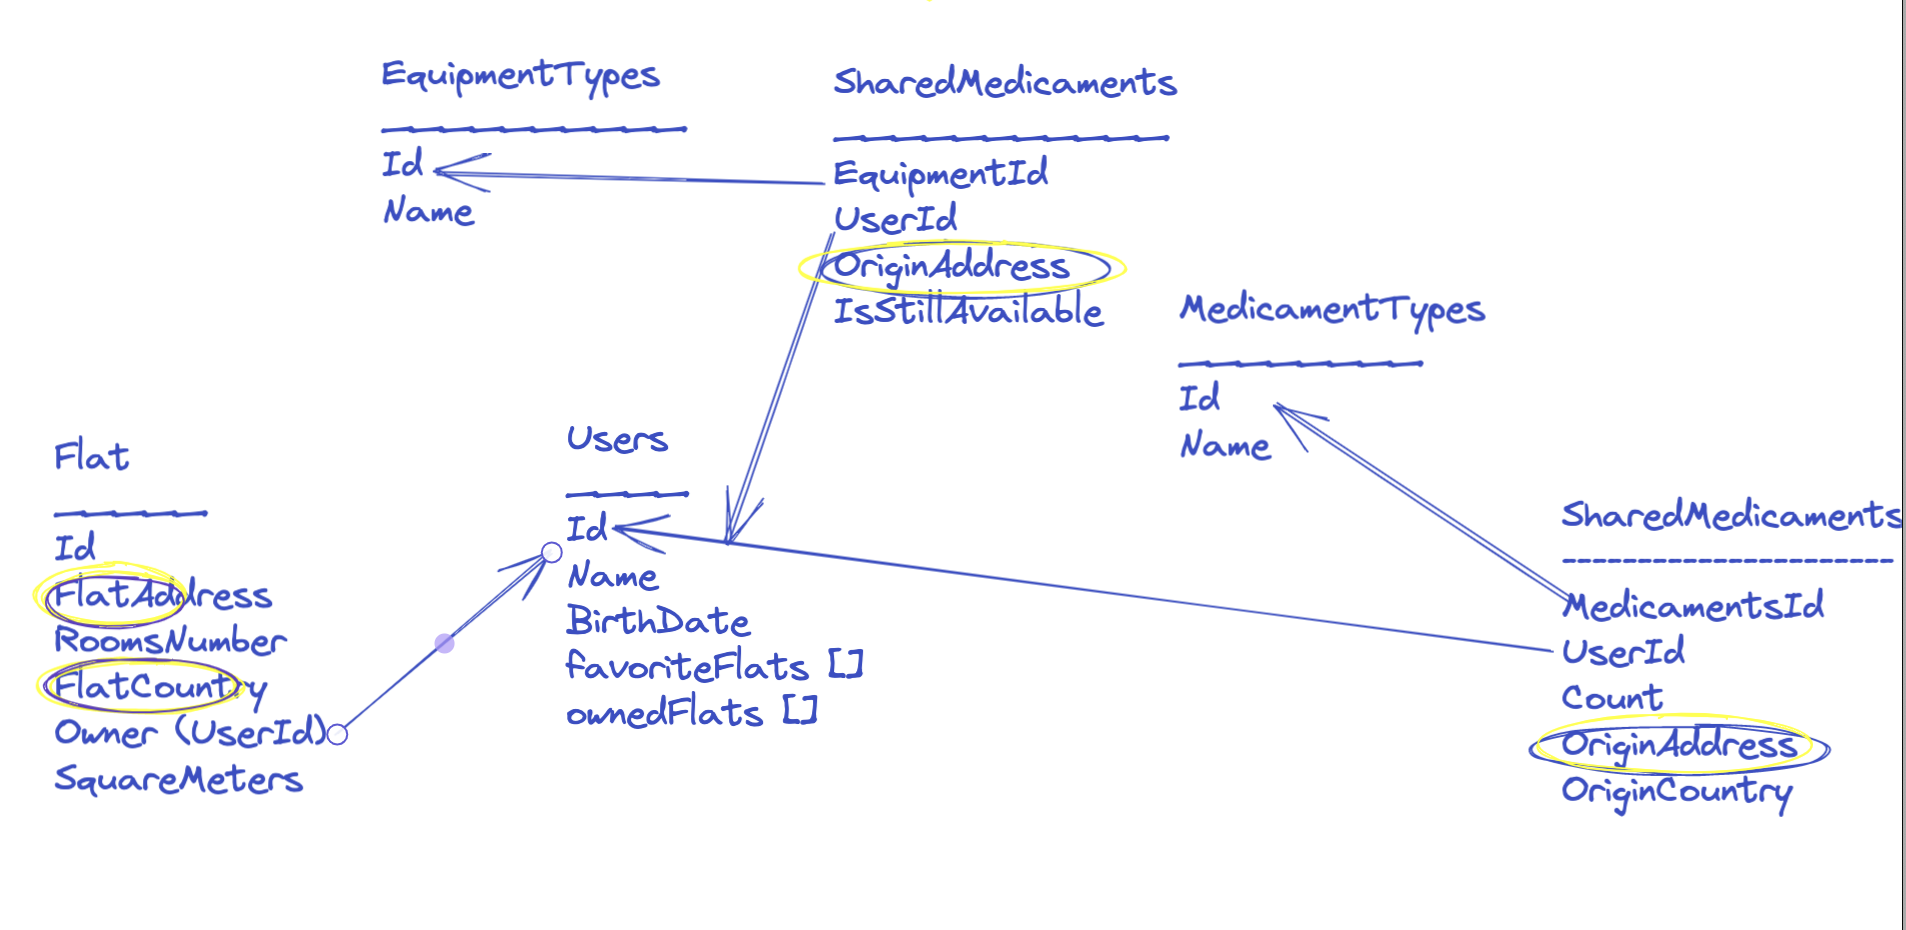 EquipmentTypes
Id
Name
SharedMedicaments
EquipmentId
UserId
OriginAddress
IsStillAvailable
MedicamentTypes
Id
Name
Flat
Id
FlatAddress
RoomsNumber
FlatCountry
Owner (UserId)
SquareMeters
Users
Id
Name
BirthDate
favoriteFlats []
ownedFlats []
SharedMedicaments
MedicamentsId
UserId
Count
OriginAddress
OriginCountry